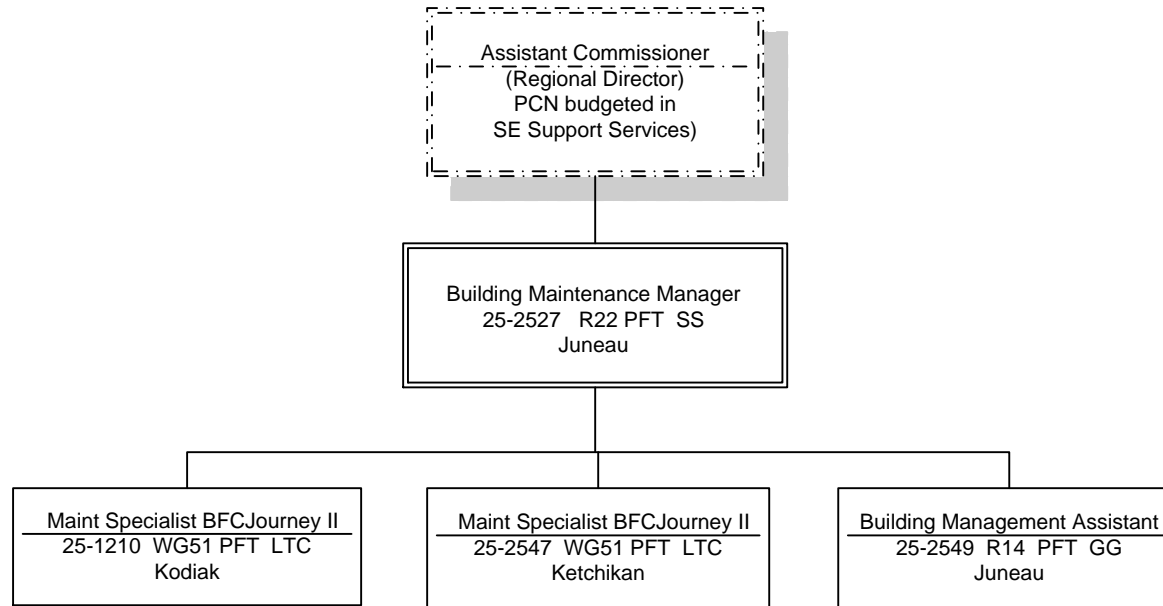 Assistant Commissioner
(Regional Director)
PCN budgeted in
SE Support Services)
Building Maintenance Manager
25-2527 R22 PFT SS
Juneau
Maint Specialist BFCJourney II
25-1210 WG51 PFT LTC
Kodiak
Maint Specialist BFCJourney II
25-2547 WG51 PFT LTC
Ketchikan
Building Management Assistant
25-2549 R14 PFT GG
Juneau